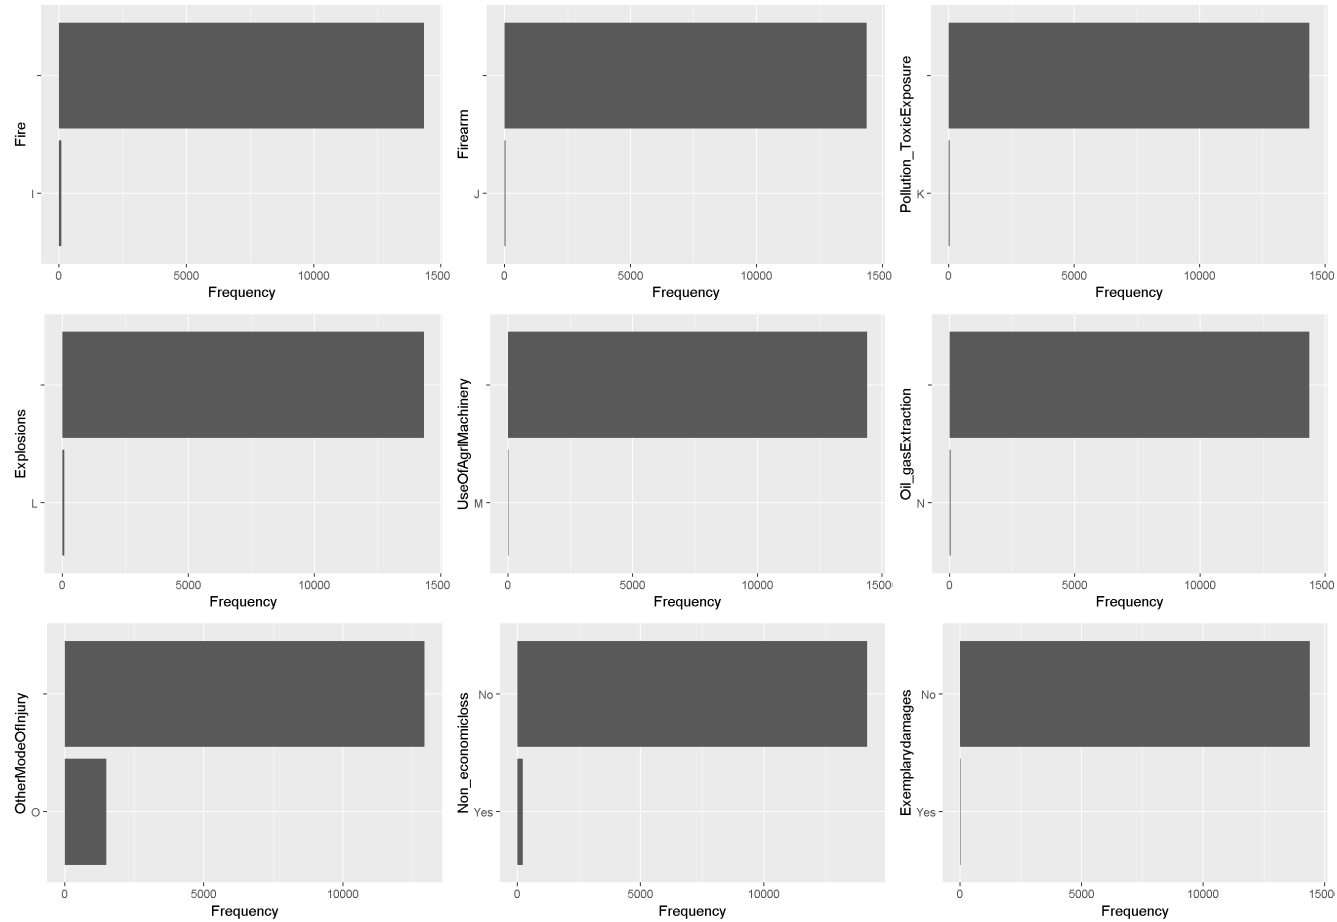 Fire
I
0 5000 10000 1500
Frequency
Firearm
J
0 5000 10000 1500
Frequency
Pollution_ToxicExposure
K
0 5000 10000 1500
Frequency
Explosions
L
0 5000 10000 1500
Frequency
UseOfAgrlMachinery
M
0 5000 10000 1500
Frequency
Oil_gasExtraction
N
0 5000 10000 1500
Frequency
OtherModeOfInjury
O
0 5000 10000
Frequency
Non_economicloss
No
Yes
0 5000 10000
Frequency
Exemplarydamages
No
Yes
0 5000 10000 1500
Frequency